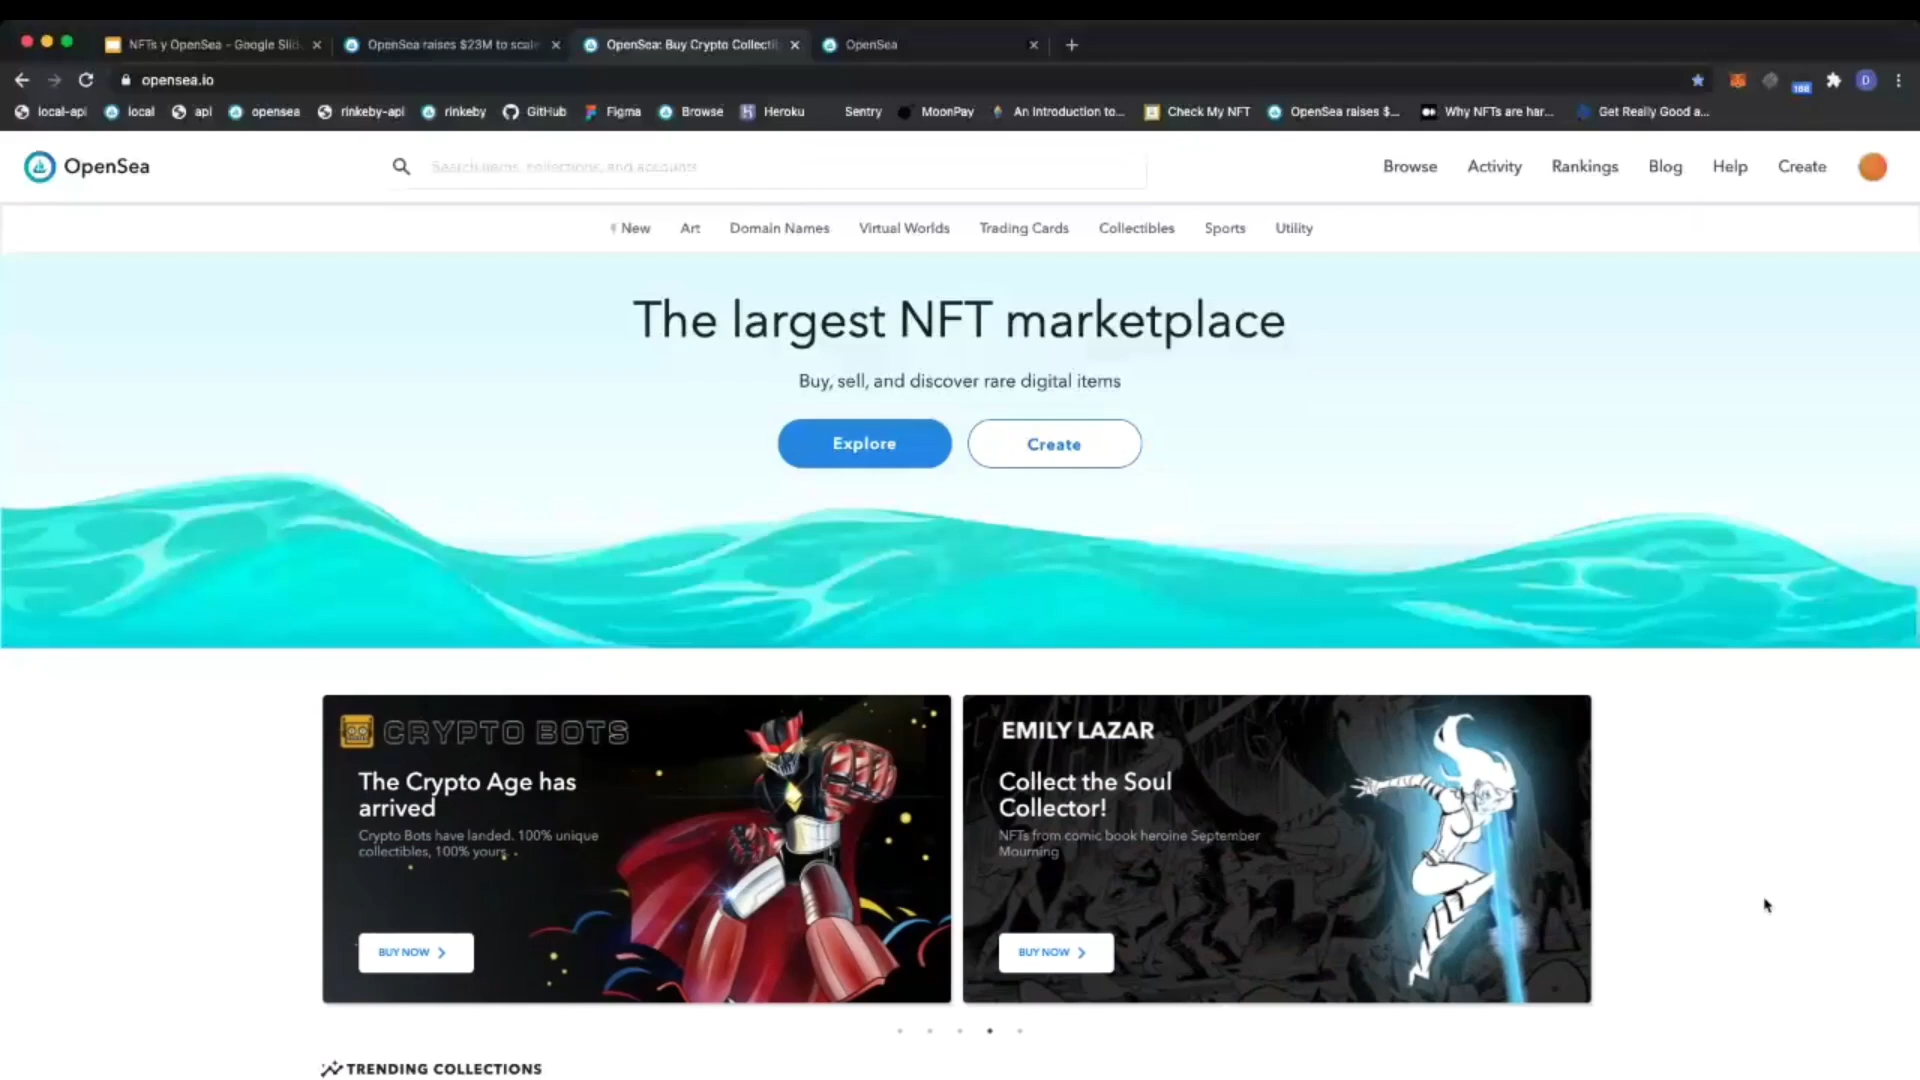 NFTs y OpenSea - Google Slid
OpenSea raises $23M to scale
OpenSea: Buy Crypto Collecti
OpenSea
opensea.io
local-api
local
api
opensea
rinkeby-api
rinkeby
GitHub
Figma
Browse
Heroku
Sentry
MoonPay
An Introduction to...
Check My NFT
OpenSea raises $...
Why NFTs are har...
Get Really Good a...
OpenSea
Search items, collections, and accounts
Browse
Activity
Rankings
Blog
Help
Create
New
Art
Domain Names
Virtual Worlds
Trading Cards
Collectibles
Sports
Utility
The largest NFT marketplace
Buy, sell, and discover rare digital items
Explore
Create
CRYPTO BOTS
The Crypto Age has
arrived
Crypto Bots have landed. 100% unique
collectibles, 100% yours.
BUY NOW
EMILY LAZAR
Collect the Soul
Collector!
NFTs from comic book heroine September
Mourning
BUY NOW
TRENDING COLLECTIONS